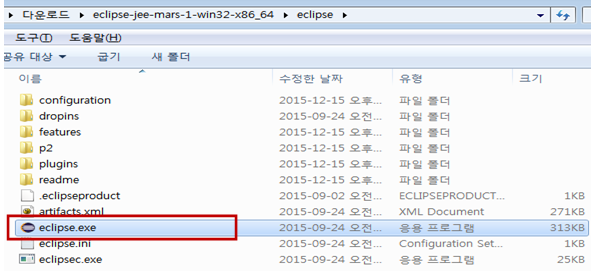 ▸ 다운로드 ▸ eclipse-jee-mars-1-win32-x86_64 ▸ eclipse ▸
도구(T) 도움말(H)
공유 대상 ▼ 굽기 새 폴더
이름 수정한 날짜 유형 크기
configuration 2015-12-15 오후... 파일 폴더
dropins 2015-09-24 오전... 파일 폴더
features 2015-12-15 오후... 파일 폴더
p2 2015-12-15 오후... 파일 폴더
plugins 2015-12-15 오후... 파일 폴더
readme 2015-12-15 오후... 파일 폴더
.eclipseproduct 2015-09-02 오전... ECLIPSEPRODUCT... 1KB
artifacts.xml 2015-09-24 오전... XML Document 271KB
eclipse.exe 2015-09-24 오전... 응용 프로그램 313KB
eclipse.ini 2015-09-24 오전... Configuration Set... 1KB
eclipsec.exe 2015-09-24 오전... 응용 프로그램 25KB